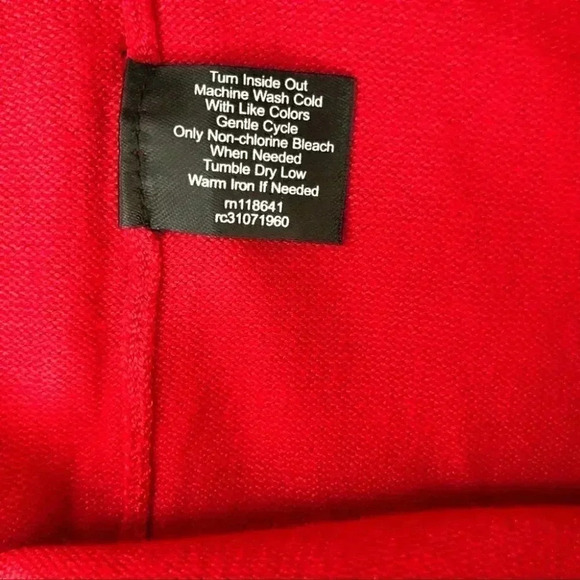 Turn Inside Out
Machine Wash Cold
With Like Colors
Gentle Cycle
Only Non-chlorine Bleach
When Needed
Tumble Dry Low
Warm Iron If Needed
rn118641
rc31071960